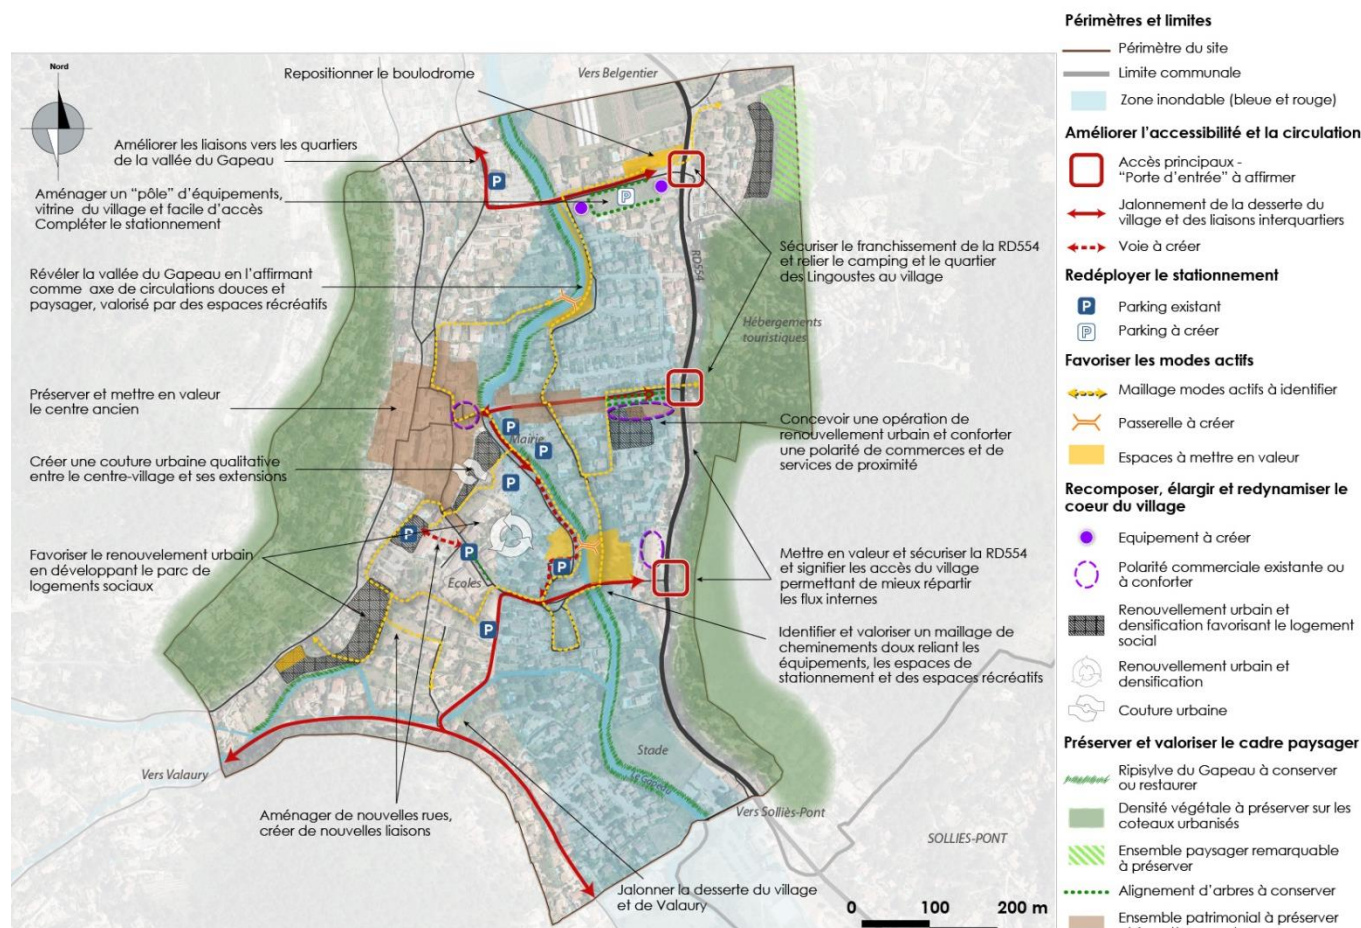 Nord
Repositionner le boulodrome
Vers Belgentier
Améliorer les liaisons vers les quartiers
de la vallée du Gapeau
Aménager un “pôle” d’équipements,
vitrine du village et facile d’accès
Compléter le stationnement
Révéler la vallée du Gapeau en l’affirmant
comme axe de circulations douces et
paysager, valorisé par des espaces récréatifs
Préserver et mettre en valeur
le centre ancien
Créer une couture urbaine qualitative
entre le centre-village et ses extensions
Favoriser le renouvelement urbain
en développant le parc de
logements sociaux
Vers Valaury
Aménager de nouvelles rues,
créer de nouvelles liaisons
P
P
RD554
Sécuriser le franchissement de la RD554
et relier le camping et le quartier
des Lingoustes au village
Hébergements
touristiques
Concevoir une opération de
renouvellement urbain et conforter
une polarité de commerces et de
services de proximité
P
Mairie
P
P
P
P
P
Ecoles
P
Mettre en valeur et sécuriser la RD554
et signifier les accès du village
permettant de mieux répartir
les flux internes
Identifier et valoriser un maillage de
cheminements doux reliant les
équipements, les espaces de
stationnement et des espaces récréatifs
Stade
Le Gapeau
Vers Solliès-Pont
SOLLIES-PONT
Jalonner la desserte du village
et de Valaury
0 100 200 m
Périmètres et limites
Périmètre du site
Limite communale
Zone inondable (bleue et rouge)
Améliorer l’accessibilité et la circulation
Accès principaux -
“Porte d’entrée” à affirmer
Jalonnement de la desserte du
village et des liaisons interquartiers
Voie à créer
Redéployer le stationnement
P Parking existant
P Parking à créer
Favoriser les modes actifs
Maillage modes actifs à identifier
Passerelle à créer
Espaces à mettre en valeur
Recomposer, élargir et redynamiser le
coeur du village
Equipement à créer
Polarité commerciale existante ou
à conforter
Renouvellement urbain et
densification favorisant le logement
social
Renouvellement urbain et
densification
Couture urbaine
Préserver et valoriser le cadre paysager
Ripisylve du Gapeau à conserver
ou restaurer
Densité végétale à préserver sur les
coteaux urbanisés
Ensemble paysager remarquable
à préserver
Alignement d’arbres à conserver
Ensemble patrimonial à préserver